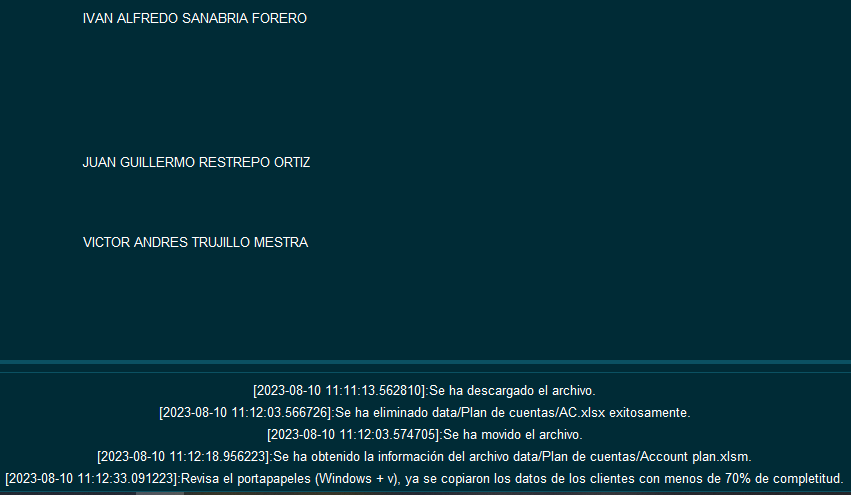 IVAN ALFREDO SANABRIA FORERO
JUAN GUILLERMO RESTREPO ORTIZ
VICTOR ANDRES TRUJILLO MESTRA
[2023-08-10 11:11:13.562810]:Se ha descargado el archivo.
[2023-08-10 11:12:03.566726]:Se ha eliminado data/Plan de cuentas/AC.xlsx exitosamente.
[2023-08-10 11:12:03.574705]:Se ha movido el archivo.
[2023-08-10 11:12:18.956223]:Se ha obtenido la información del archivo data/Plan de cuentas/Account plan.xlsm.
[2023-08-10 11:12:33.091223]:Revisa el portapapeles (Windows + v), ya se copiaron los datos de los clientes con menos de 70% de completitud.